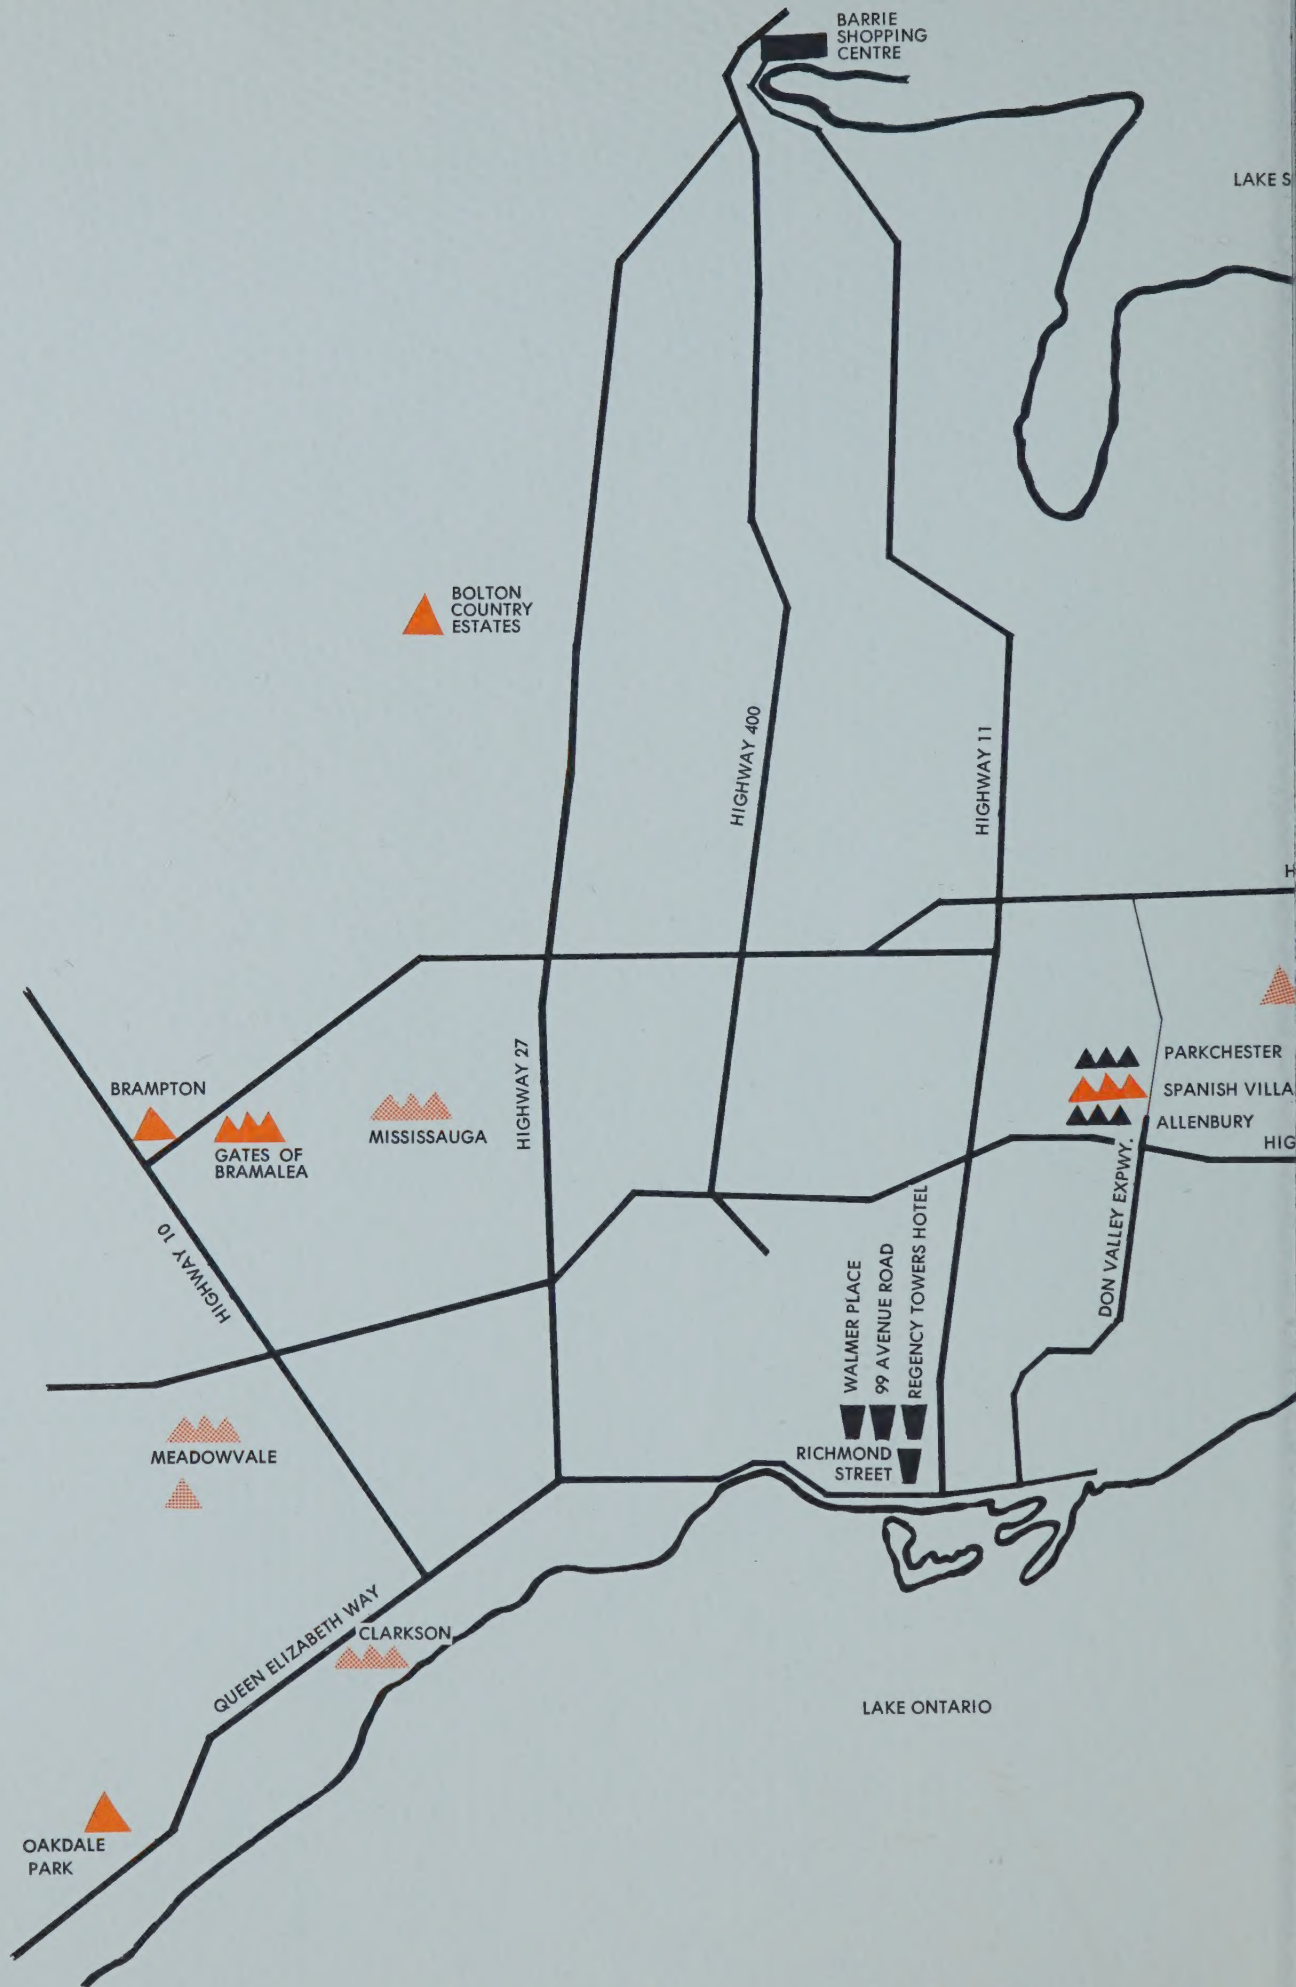 BARRIE
SHOPPING
CENTRE
LAKE S
BOLTON
COUNTRY
ESTATES
HIGHWAY 400
HIGHWAY 11
H
HIGHWAY 27
PARKCHESTER
SPANISH VILLA
ALLENBURY
HIG
BRAMPTON
GATES OF
BRAMALEA
MISSISSAUGA
HIGHWAY 10
DON VALLEY EXPWY.
WALMER PLACE
99 AVENUE ROAD
REGENCY TOWERS HOTEL
RICHMOND
STREET
MEADOWVALE
QUEEN ELIZABETH WAY
CLARKSON
LAKE ONTARIO
OAKDALE
PARK